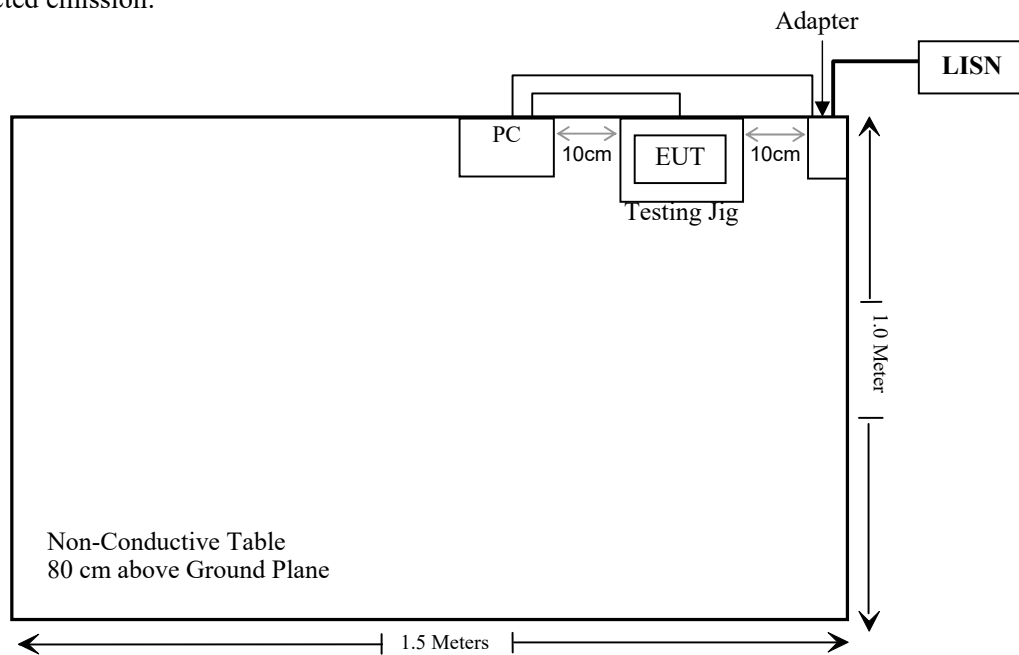 emission.
Adapter
LISN
PC
10cm
EUT
10cm
Testing Jig
1.0 Meter
Non-Conductive Table
80 cm above Ground Plane
1.5 Meters